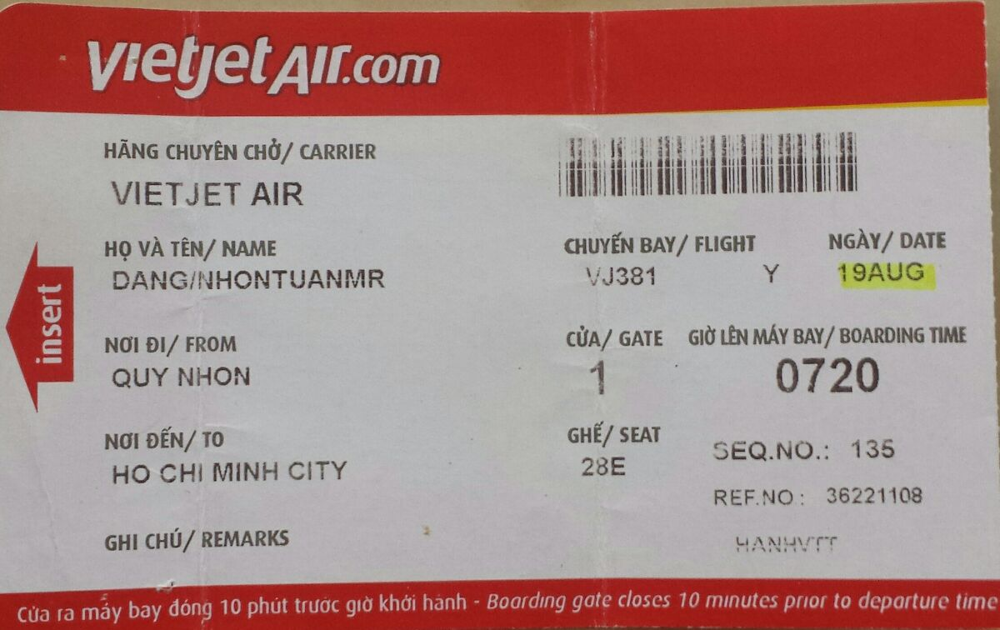 vietjetAir.com
HÃNG CHUYÊN CHỞ/ CARRIER
VIETJET AIR
HỌ VÀ TÊN/ NAME
DANG/NHONTUANMR
CHUYẾN BAY/ FLIGHT
VJ381 Y
NGÀY/ DATE
19AUG
insert
NƠI ĐI/ FROM
QUY NHON
CỬA/ GATE
1
GIỜ LÊN MÁY BAY/ BOARDING TIME
0720
NƠI ĐẾN/ TO
HO CHI MINH CITY
GHẾ/ SEAT
28E
SEQ.NO.: 135
REF.NO : 36221108
GHI CHÚ/ REMARKS
HANHVTT
Cửa ra máy bay đóng 10 phút trước giờ khởi hành - Boarding gate closes 10 minutes prior to departure time